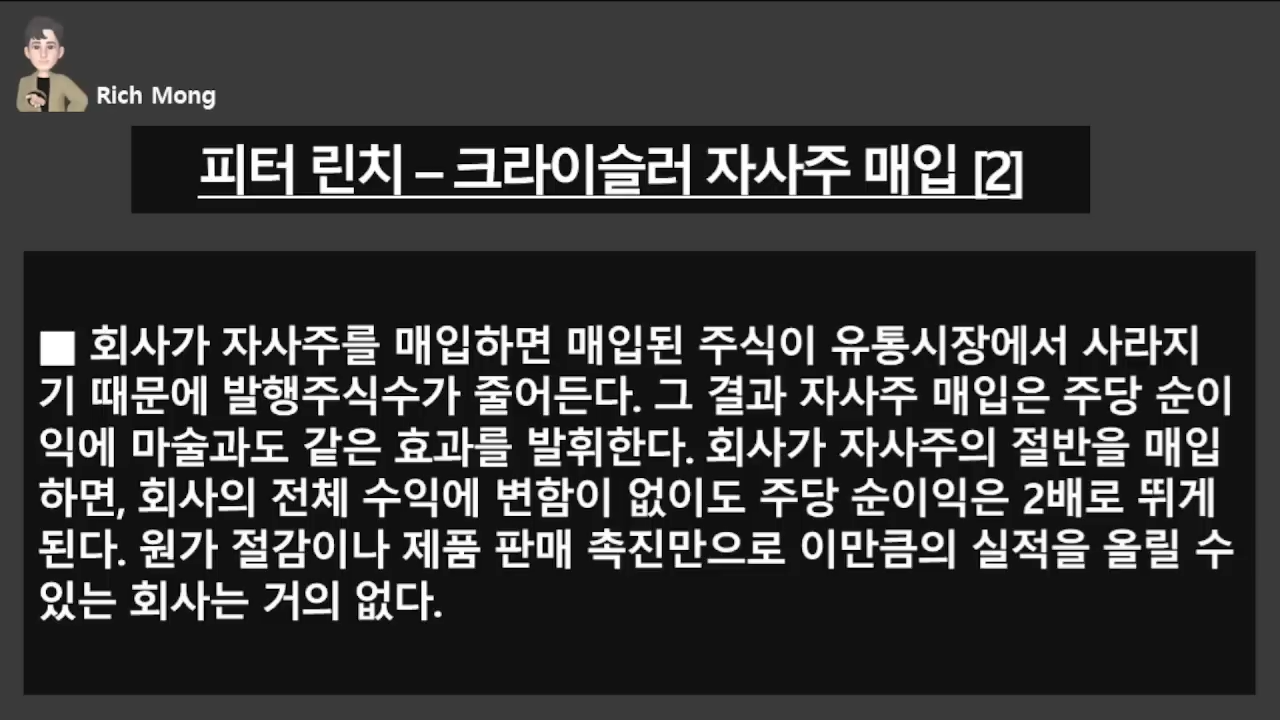 Rich Mong
피터 린치 – 크라이슬러 자사주 매입 [2]
■ 회사가 자사주를 매입하면 매입된 주식이 유통시장에서 사라지
기 때문에 발행주식수가 줄어든다. 그 결과 자사주 매입은 주당 순이
익에 마술과도 같은 효과를 발휘한다. 회사가 자사주의 절반을 매입
하면, 회사의 전체 수익에 변함이 없이도 주당 순이익은 2배로 뛰게
된다. 원가 절감이나 제품 판매 촉진만으로 이만큼의 실적을 올릴 수
있는 회사는 거의 없다.